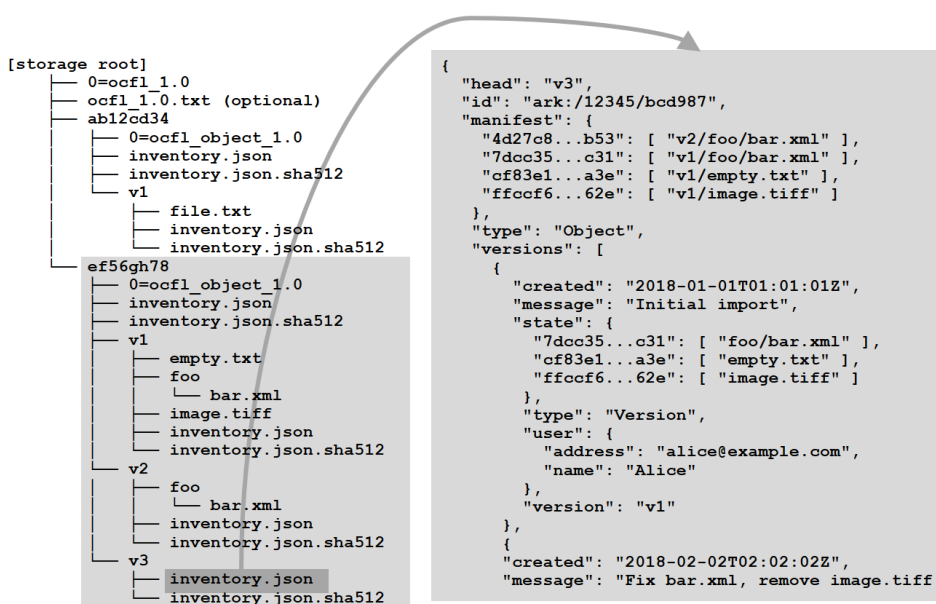 [storage root]
├── 0=ocfl_1.0
├── ocfl_1.0.txt (optional)
├── ab12cd34
│   ├── 0=ocfl_object_1.0
│   ├── inventory.json
│   ├── inventory.json.sha512
│   └── v1
│       ├── file.txt
│       ├── inventory.json
│       └── inventory.json.sha512
└── ef56gh78
    ├── 0=ocfl_object_1.0
    ├── inventory.json
    ├── inventory.json.sha512
    ├── v1
    │   ├── empty.txt
    │   ├── foo
    │   │   └── bar.xml
    │   ├── image.tiff
    │   ├── inventory.json
    │   └── inventory.json.sha512
    └── v2
    │   ├── foo
    │   │   └── bar.xml
    │   ├── inventory.json
    │   └── inventory.json.sha512
    └── v3
        ├── inventory.json
        └── inventory.json.sha512
{
"head": "v3",
"id": "ark:/12345/bcd987",
"manifest": {
"4d27c8...b53": [ "v2/foo/bar.xml" ],
"7dcc35...c31": [ "v1/foo/bar.xml" ],
"cf83e1...a3e": [ "v1/empty.txt" ],
"ffccf6...62e": [ "v1/image.tiff" ]
},
"type": "Object",
"versions": [
{
"created": "2018-01-01T01:01:01Z",
"message": "Initial import",
"state": {
"7dcc35...c31": [ "foo/bar.xml" ],
"cf83e1...a3e": [ "empty.txt" ],
"ffccf6...62e": [ "image.tiff" ]
},
"type": "Version",
"user": {
"address": "alice@example.com",
"name": "Alice"
},
"version": "v1"
},
{
"created": "2018-02-02T02:02:02Z",
"message": "Fix bar.xml, remove image.tiff